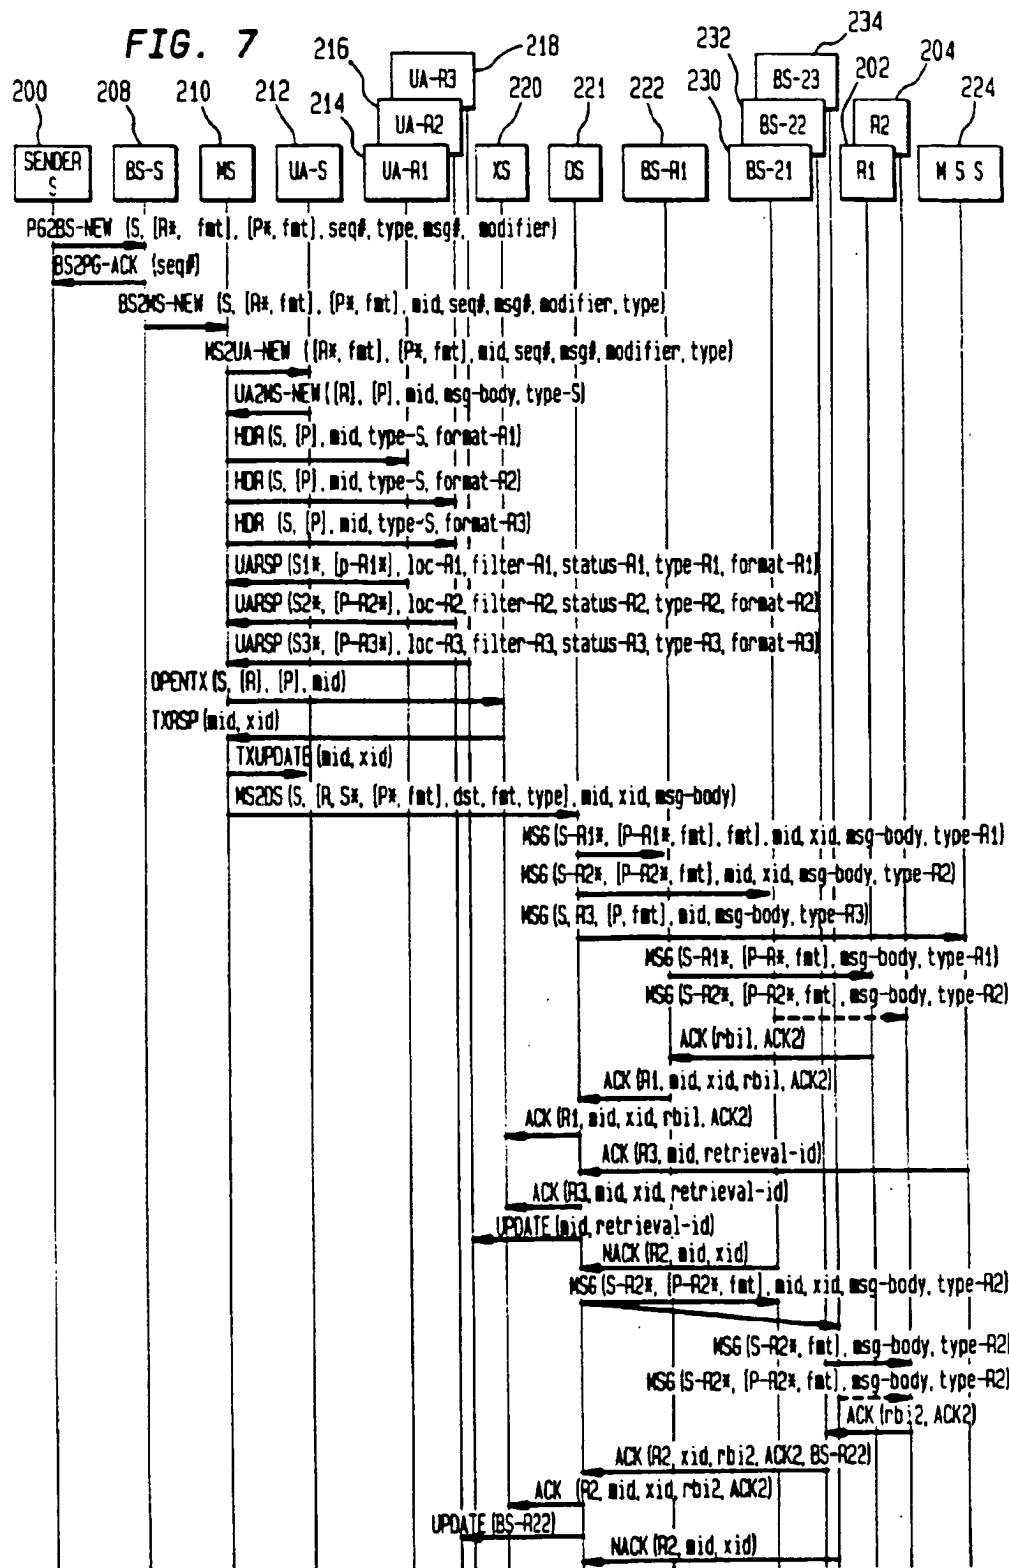 FIG. 7
234
218
232
204
216
BS-23
202
UA-R3
220
221
222
230
224
200
208
210
212
214
UA-R2
BS-22
R2
SENDER
S
BS-S
MS
UA-S
UA-R1
XS
DS
BS-R1
BS-21
R1
M S S
PG2BS-NEW (S, [R*, fmt], [P*, fmt), seq#, type, msg#, modifier)
BS2PG-ACK (seq#)
BS2MS-NEW (S, [R*, fmt], [P*, fmt], mid, seq#, msg#, modifier, type)
MS2UA-NEW ([R*, fmt], [P*, fmt], mid, seq#, msg#, modifier, type)
UA2MS-NEW ([R], [P], mid, msg-body, type-S)
HDR (S, [P], mid, type-S, format-R1)
HDR (S, [P], mid, type-S, format-R2)
HDR (S, [P], mid, type-S, format-R3)
UARSP (S1*, [p-R1*], loc-R1, filter-R1, status-R1, type-R1, format-R1)
UARSP (S2*, [P-R2*], loc-R2, filter-R2, status-R2, type-R2, format-R2)
UARSP (S3*, [P-R3*], loc-R3, filter-R3, status-R3, type-R3, format-R3)
OPENTX (S, [R], [P], mid)
TXRSP (mid, xid)
TXUPDATE (mid, xid)
MS2DS (S, [R, S*, [P*, fmt], dst, fmt, type], mid, xid, msg-body)
MSG (S-R1*, [P-R1*, fmt], fmt], mid, xid, msg-body, type-R1)
MSG (S-R2*, [P-R2*, fmt], mid, xid, msg-body, type-R2)
MSG (S, R3, [P, fmt], mid, msg-body, type-R3)
MSG (S-R1*, [P-R*, fmt], msg-body, type-R1)
MSG (S-R2*, [P-R2*, fmt], msg-body, type-R2)
ACK (rbi1, ACK2)
ACK (R1, mid, xid, rbi1, ACK2)
ACK (R1, mid, xid, rbi1, ACK2)
ACK (R3, mid, retrieval-id)
ACK (R3, mid, xid, retrieval-id)
UPDATE (mid, retrieval-id)
NACK (R2, mid, xid)
MSG (S-R2*, [P-R2*, fmt], mid, xid, msg-body, type-R2)
MSG (S-R2*, fmt], msg-body, type-R2)
MSG (S-R2*, [P-R2*, fmt], msg-body, type-R2)
ACK (rbi2, ACK2)
ACK (R2, xid, rbi2, ACK2, BS-R22)
ACK (R2, mid, xid, rbi2, ACK2)
UPDATE (BS-R22)
NACK (R2, mid, xid)